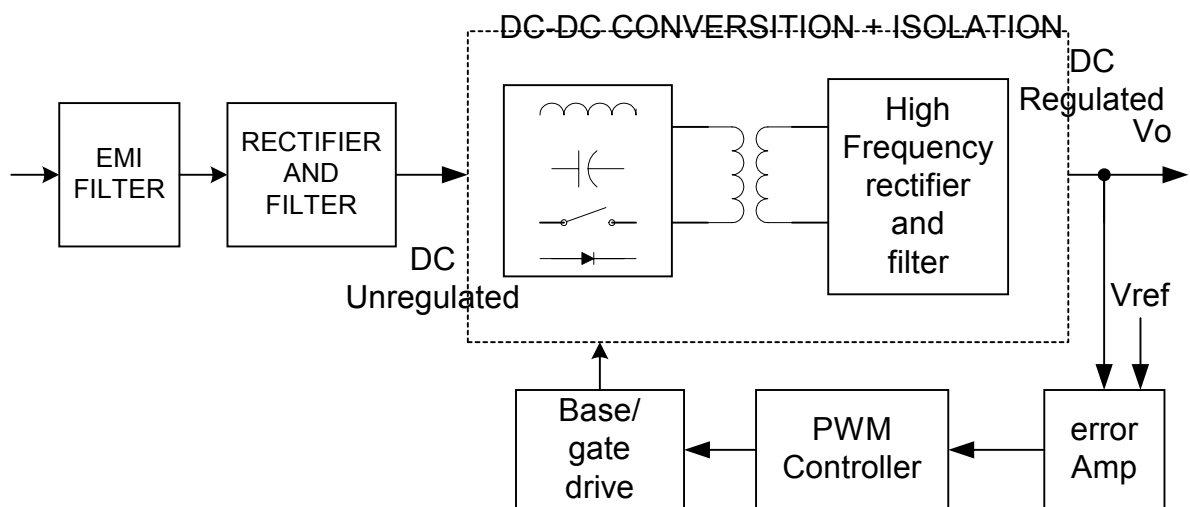 DC-DC CONVERSITION + ISOLATION
EMI
FILTER
RECTIFIER
AND
FILTER
DC
Unregulated
High
Frequency
rectifier
and
filter
DC
Regulated
Vo
Vref
Base/
gate
drive
PWM
Controller
error
Amp